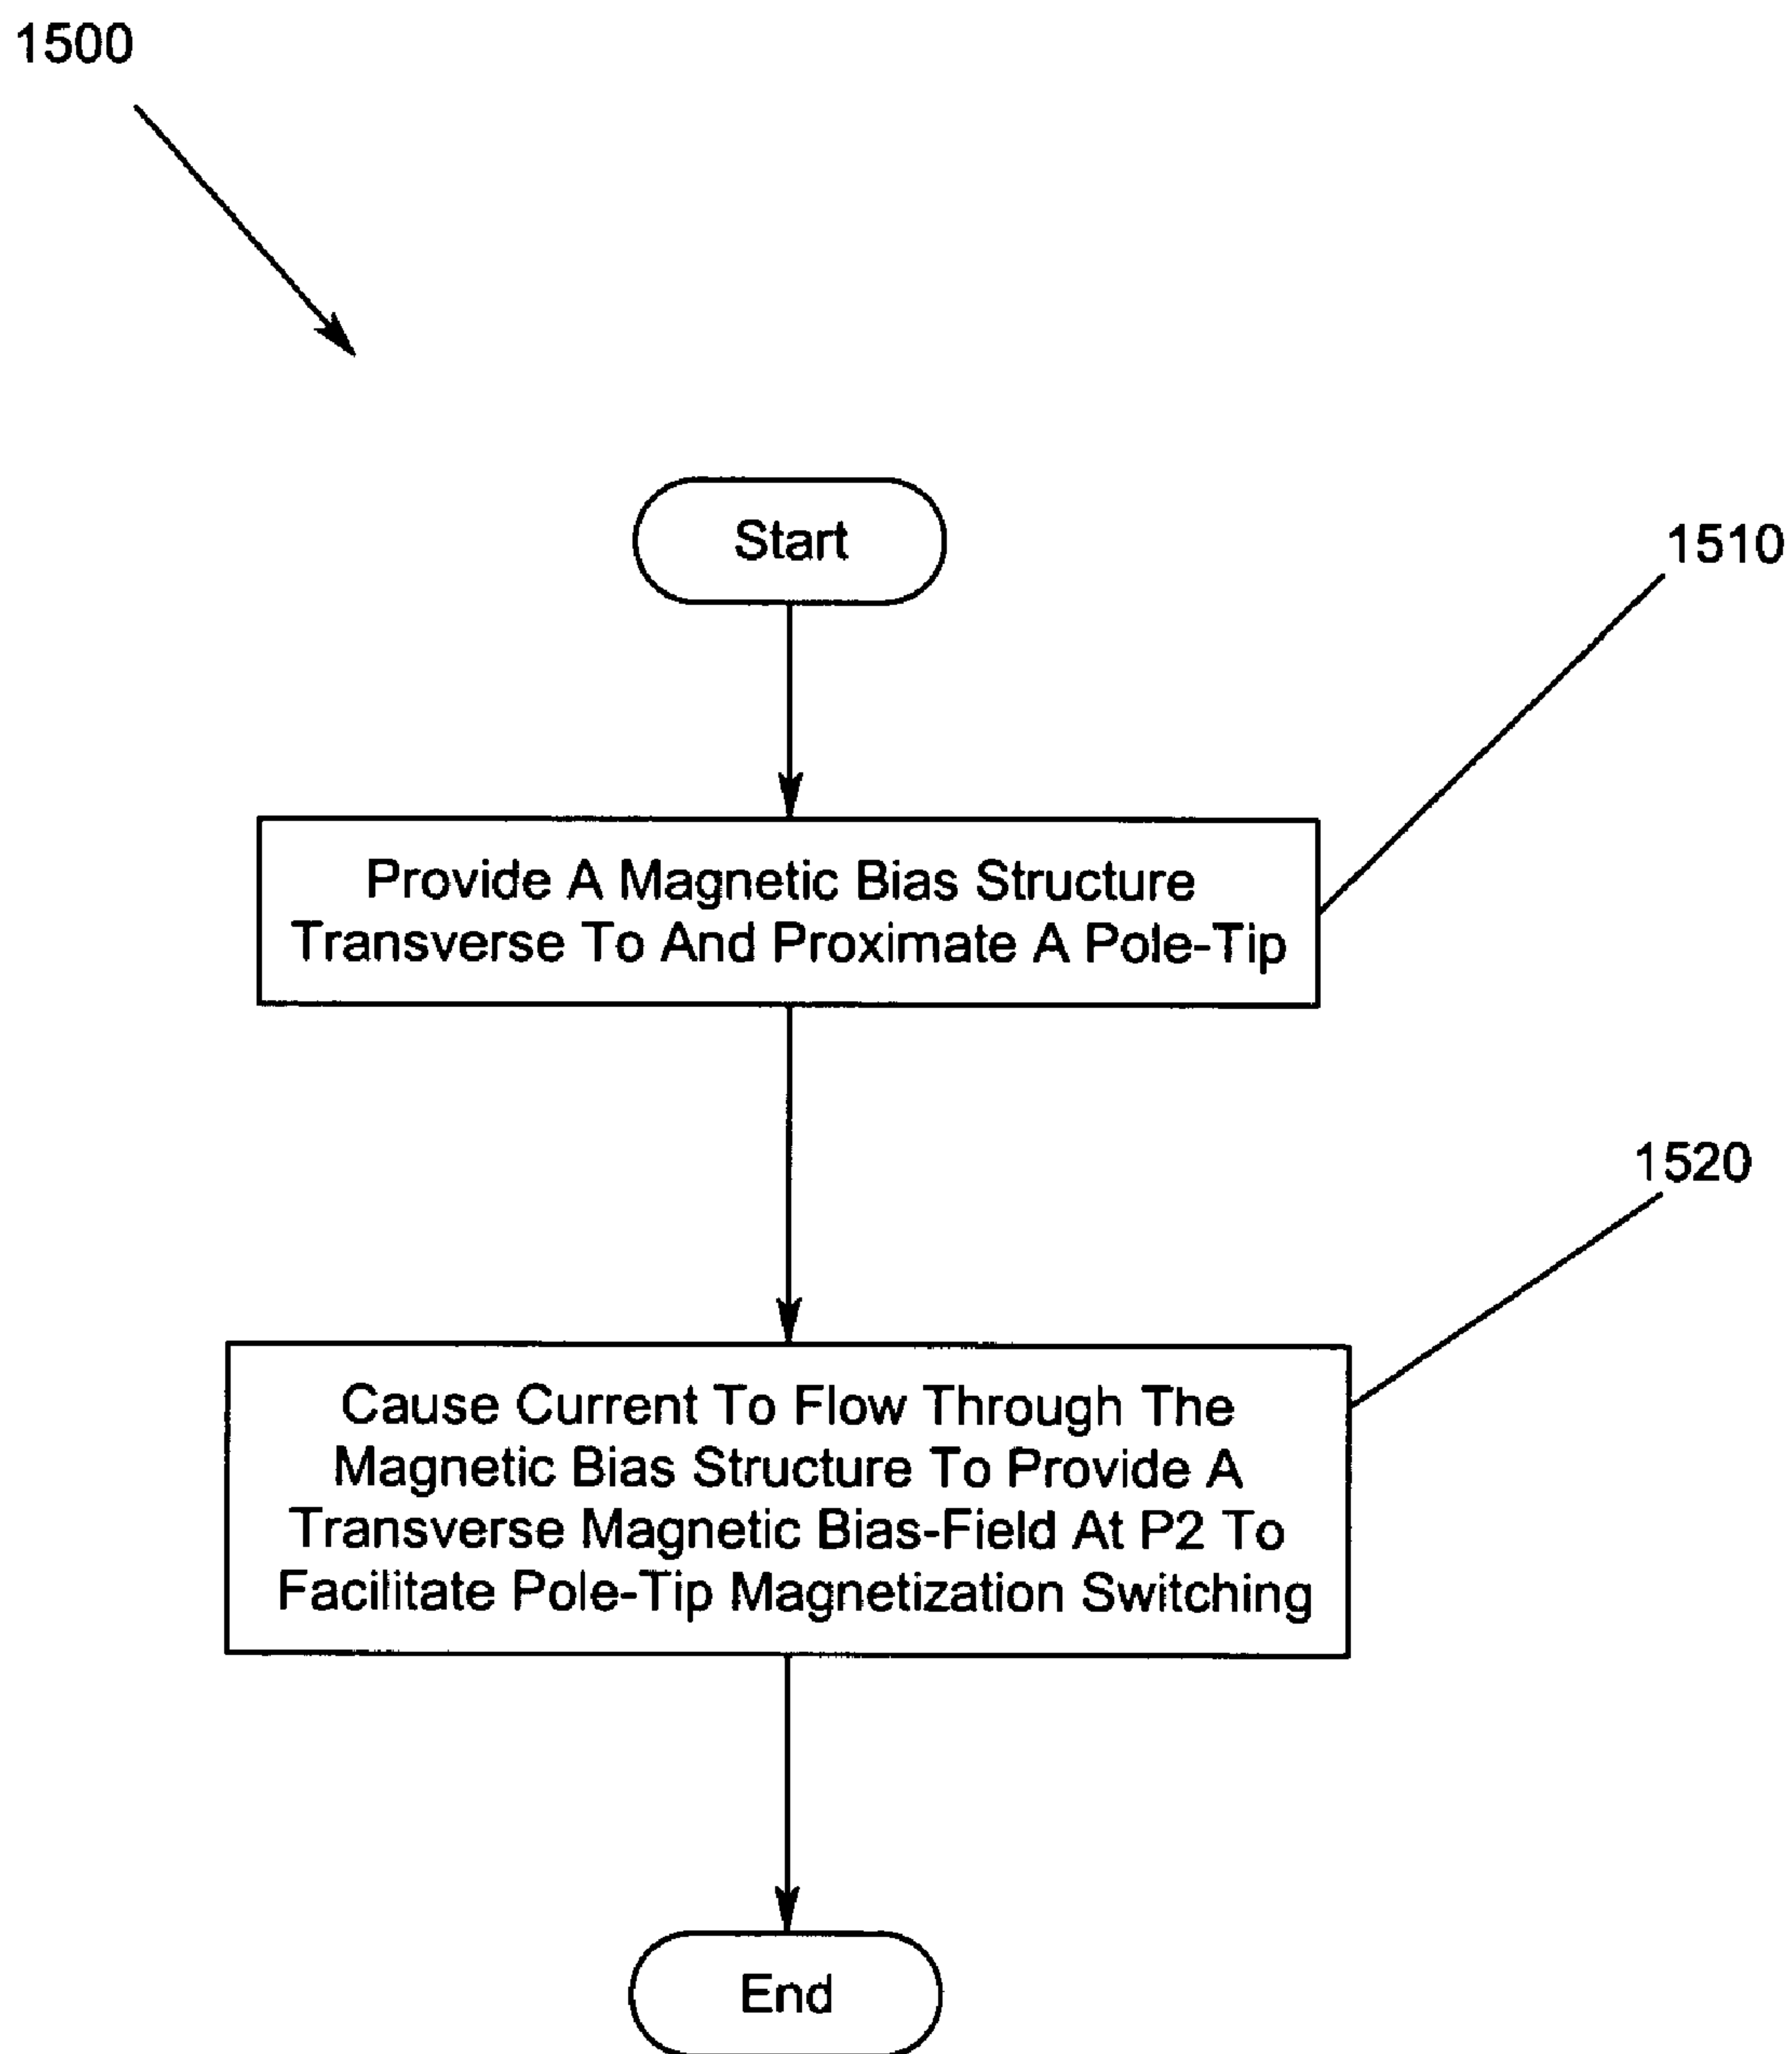 1500
Start
1510
Provide A Magnetic Bias Structure
Transverse To And Proximate A Pole-Tip
1520
Cause Current To Flow Through The
Magnetic Bias Structure To Provide A
Transverse Magnetic Bias-Field At P2 To
Facilitate Pole-Tip Magnetization Switching
End